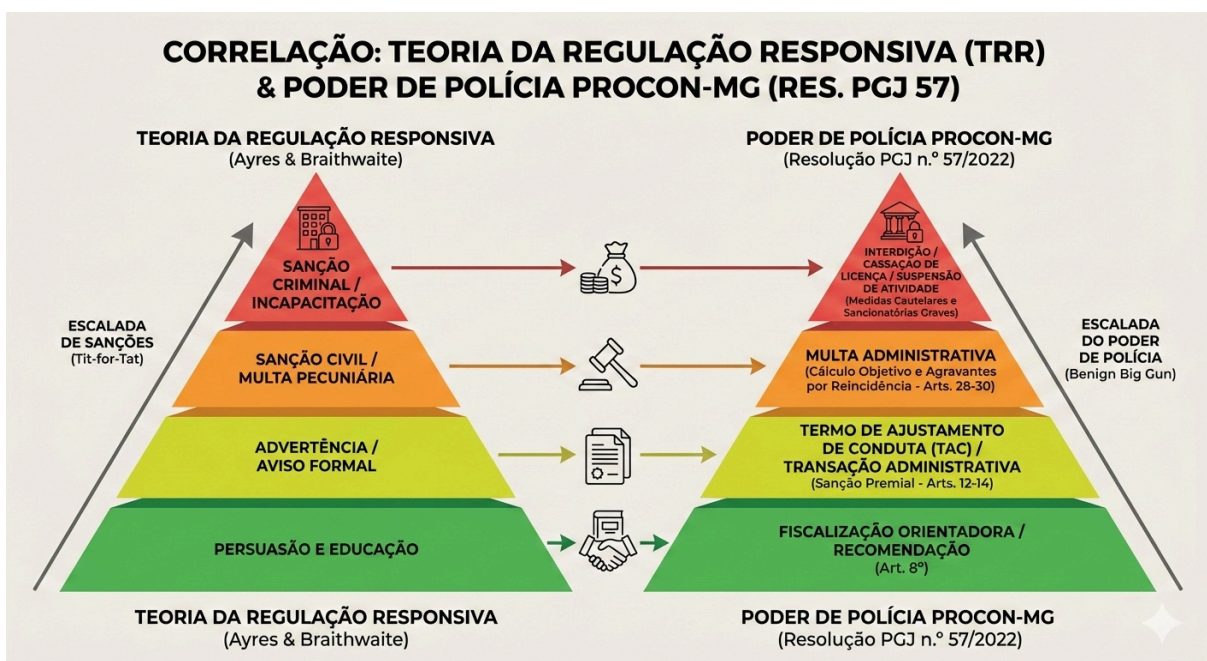 CORRELAÇÃO: TEORIA DA REGULAÇÃO RESPONSIVA (TRR)
& PODER DE POLÍCIA PROCON-MG (RES. PGJ 57)
TEORIA DA REGULAÇÃO RESPONSIVA
(Ayres & Braithwaite)
SANÇÃO
CRIMINAL /
INCAPACITAÇÃO
SANÇÃO CIVIL /
MULTA PECUNIÁRIA
ADVERTÊNCIA /
AVISO FORMAL
PERSUASÃO E EDUCAÇÃO
ESCALADA
DE SANÇÕES
(Tit-for-Tat)
TEORIA DA REGULAÇÃO RESPONSIVA
(Ayres & Braithwaite)
$
PODER DE POLÍCIA PROCON-MG
(Resolução PGJ n.º 57/2022)
INTERDIÇÃO /
CASSAÇÃO DE
LICENÇA / SUSPENSÃO
DE ATIVIDADE
(Medidas Cautelares e
Sancionatórias Graves)
MULTA ADMINISTRATIVA
(Cálculo Objetivo e Agravantes
por Reincidência - Arts. 28-30)
TERMO DE AJUSTAMENTO
DE CONDUTA (TAC) /
TRANSAÇÃO ADMINISTRATIVA
(Sanção Premial - Arts. 12-14)
FISCALIZAÇÃO ORIENTADORA /
RECOMENDAÇÃO
(Art. 8º)
ESCALADA
DO PODER
DE POLÍCIA
(Benign Big Gun)
PODER DE POLÍCIA PROCON-MG
(Resolução PGJ n.º 57/2022)